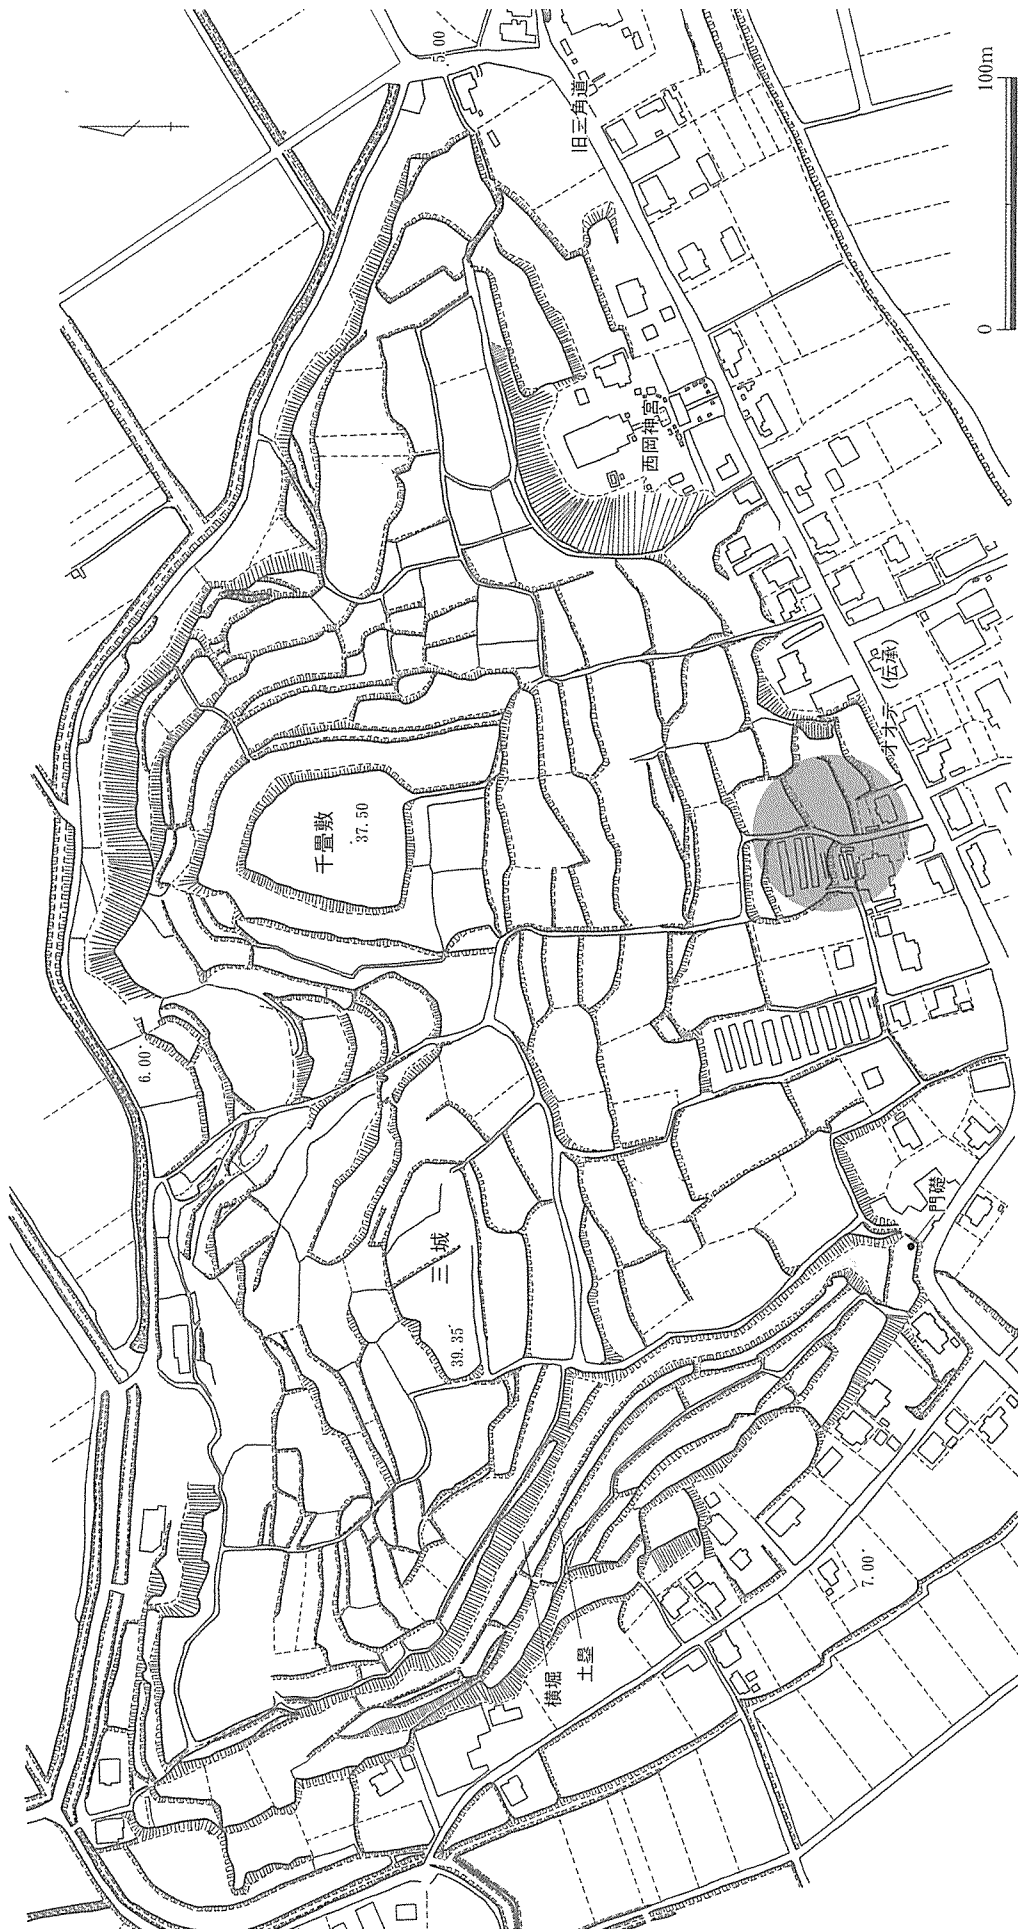 5.00
旧三角道
100m
0
西岡神宮
(伝承)
オオテ
千畳敷
37.50
6.00
三城
39.35
門礎
横堀
土塁
7.00